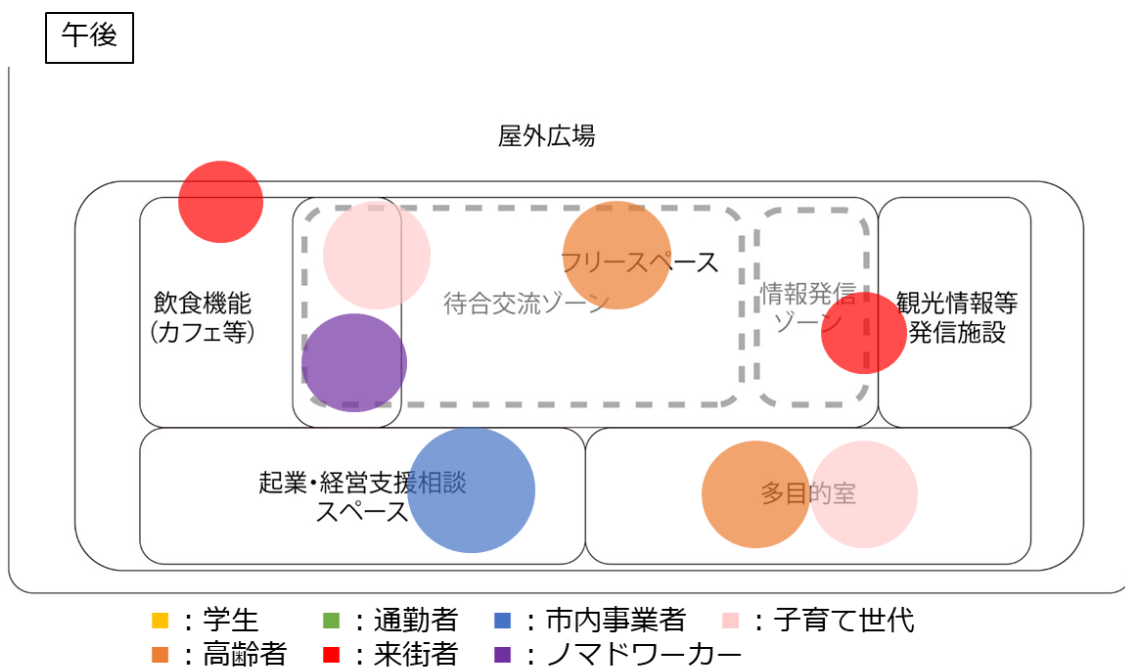 午後
屋外広場
フリースペース
飲食機能
（カフェ等）
待合交流ゾーン
情報発信
ゾーン
観光情報等
発信施設
起業・経営支援相談
スペース
多目的室
■：学生　■：通勤者　■：市内事業者　■：子育て世代
■：高齢者　■：来街者　■：ノマドワーカー